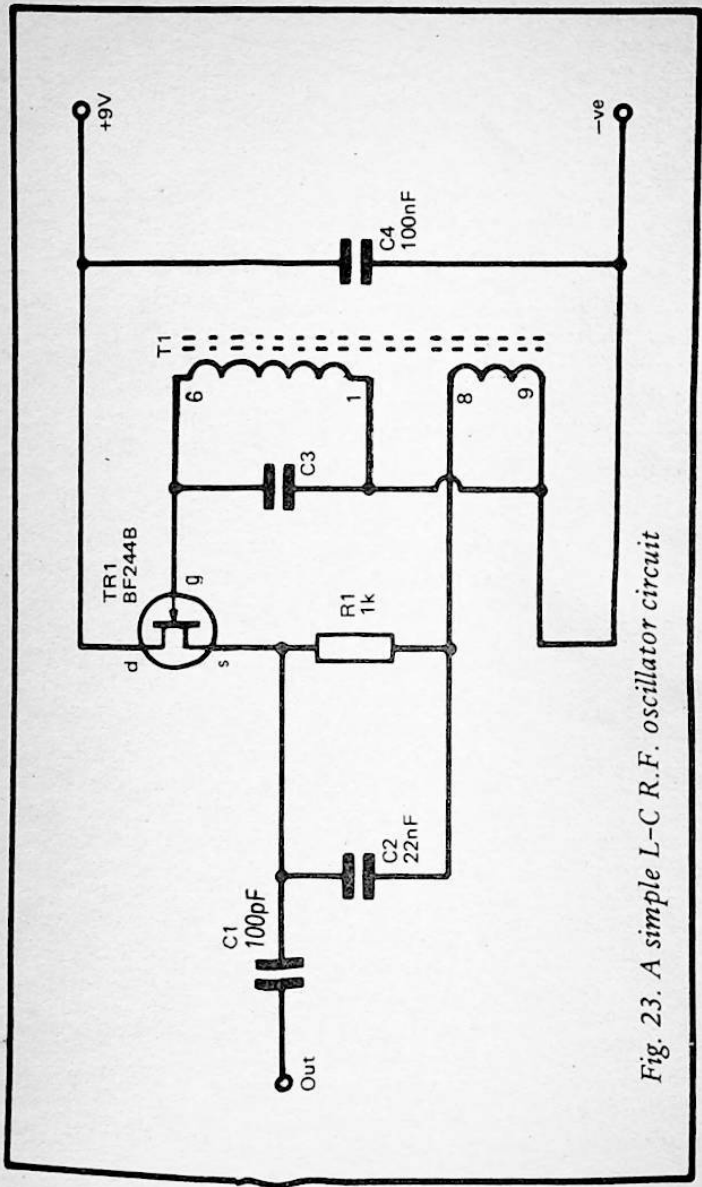 +9V
C4
100nF
−ve
T1
6
1
8
9
C3
TR1
BF244B
d
g
s
R1
1k
C2
22nF
C1
100pF
Out
Fig. 23. A simple L-C R.F. oscillator circuit